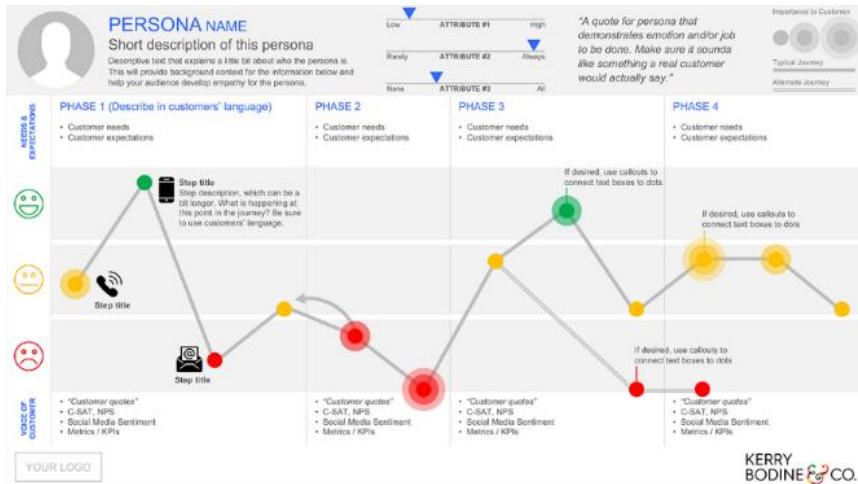 PERSONA NAME
Short description of this persona
Descriptive text that explains a little bit about who the persona is.
This will provide background context for the information below and
help your audience develop empathy for the persona.
Low ATTRIBUTE #1 High
Rarely ATTRIBUTE #2 Always
None ATTRIBUTE #3 All
"A quote for persona that
demonstrates emotion and/or job
to be done. Make sure it sounds
like something a real customer
would actually say."
Importance to Customer
Typical Journey
Alternate Journey
NEEDS &
EXPECTATIONS
PHASE 1 (Describe in customers' language)
• Customer needs
• Customer expectations
PHASE 2
• Customer needs
• Customer expectations
PHASE 3
• Customer needs
• Customer expectations
PHASE 4
• Customer needs
• Customer expectations
Step title
Step description, which can be a
bit longer. What is happening at
this point in the journey? Be sure
to use customers' language.
Step title
Step title
If desired, use callouts to
connect text boxes to dots
If desired, use callouts to
connect text boxes to dots
If desired, use callouts to
connect text boxes to dots
VOICE OF
CUSTOMER
• "Customer quotes"
• C-SAT, NPS
• Social Media Sentiment
• Metrics / KPIs
• "Customer quotes"
• C-SAT, NPS
• Social Media Sentiment
• Metrics / KPIs
• "Customer quotes"
• C-SAT, NPS
• Social Media Sentiment
• Metrics / KPIs
• "Customer quotes"
• C-SAT, NPS
• Social Media Sentiment
• Metrics / KPIs
YOUR LOGO
KERRY
BODINE & CO.